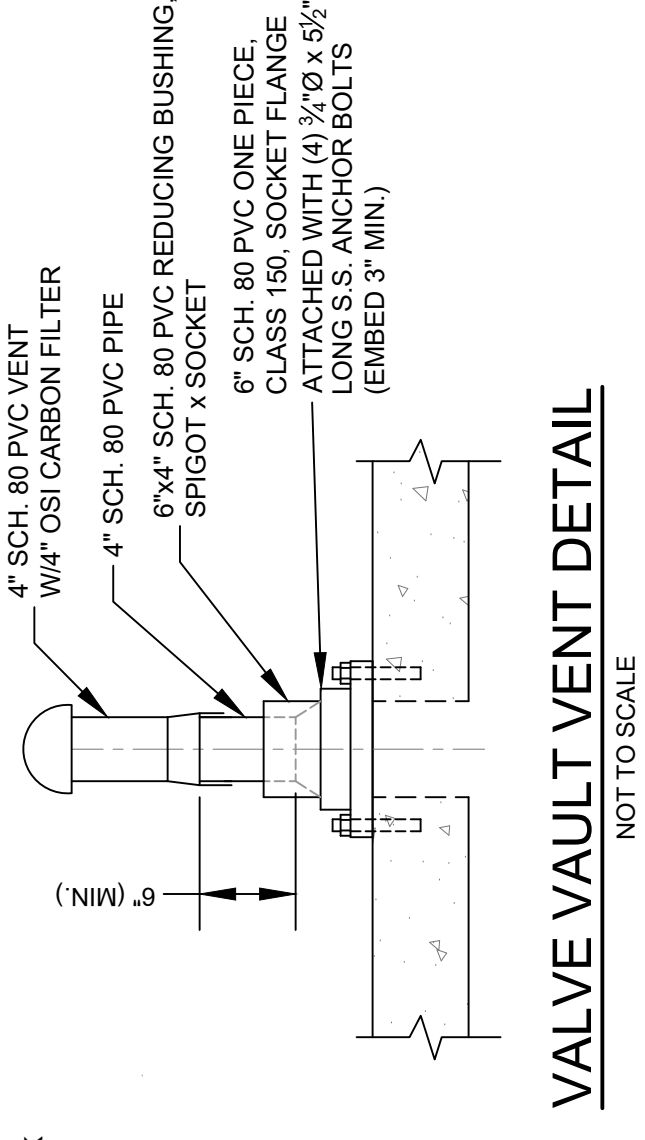 4" SCH. 80 PVC VENT
W/4" OSI CARBON FILTER
4" SCH. 80 PVC PIPE
6"x4" SCH. 80 PVC REDUCING BUSHING,
SPIGOT x SOCKET
6" SCH. 80 PVC ONE PIECE,
CLASS 150, SOCKET FLANGE
ATTACHED WITH (4) ¾"Ø x 5½"
LONG S.S. ANCHOR BOLTS
(EMBED 3" MIN.)
6" (MIN.)
VALVE VAULT VENT DETAIL
NOT TO SCALE